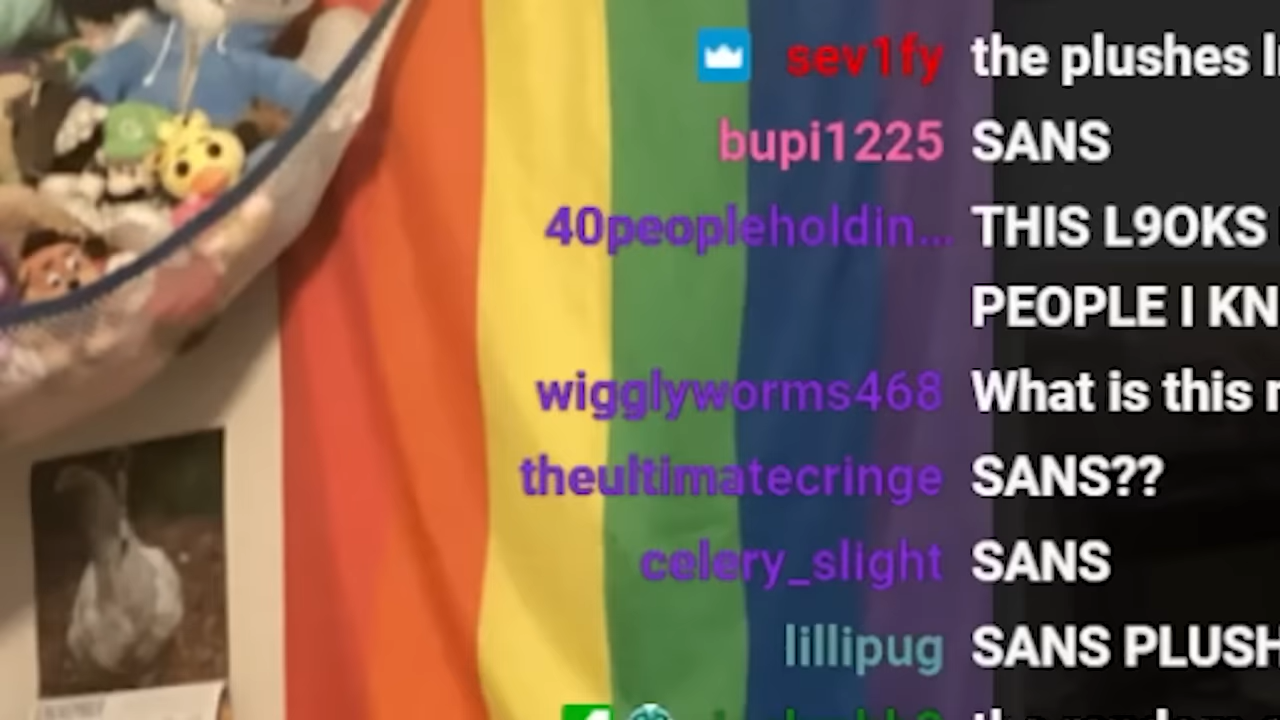 sev1fy the plushes
bupi1225 SANS
40peopleholdin... THIS L9OKS
PEOPLE I KN
wigglyworms468 What is this
theultimatecringe SANS??
celery_slight SANS
lillipug SANS PLUSH